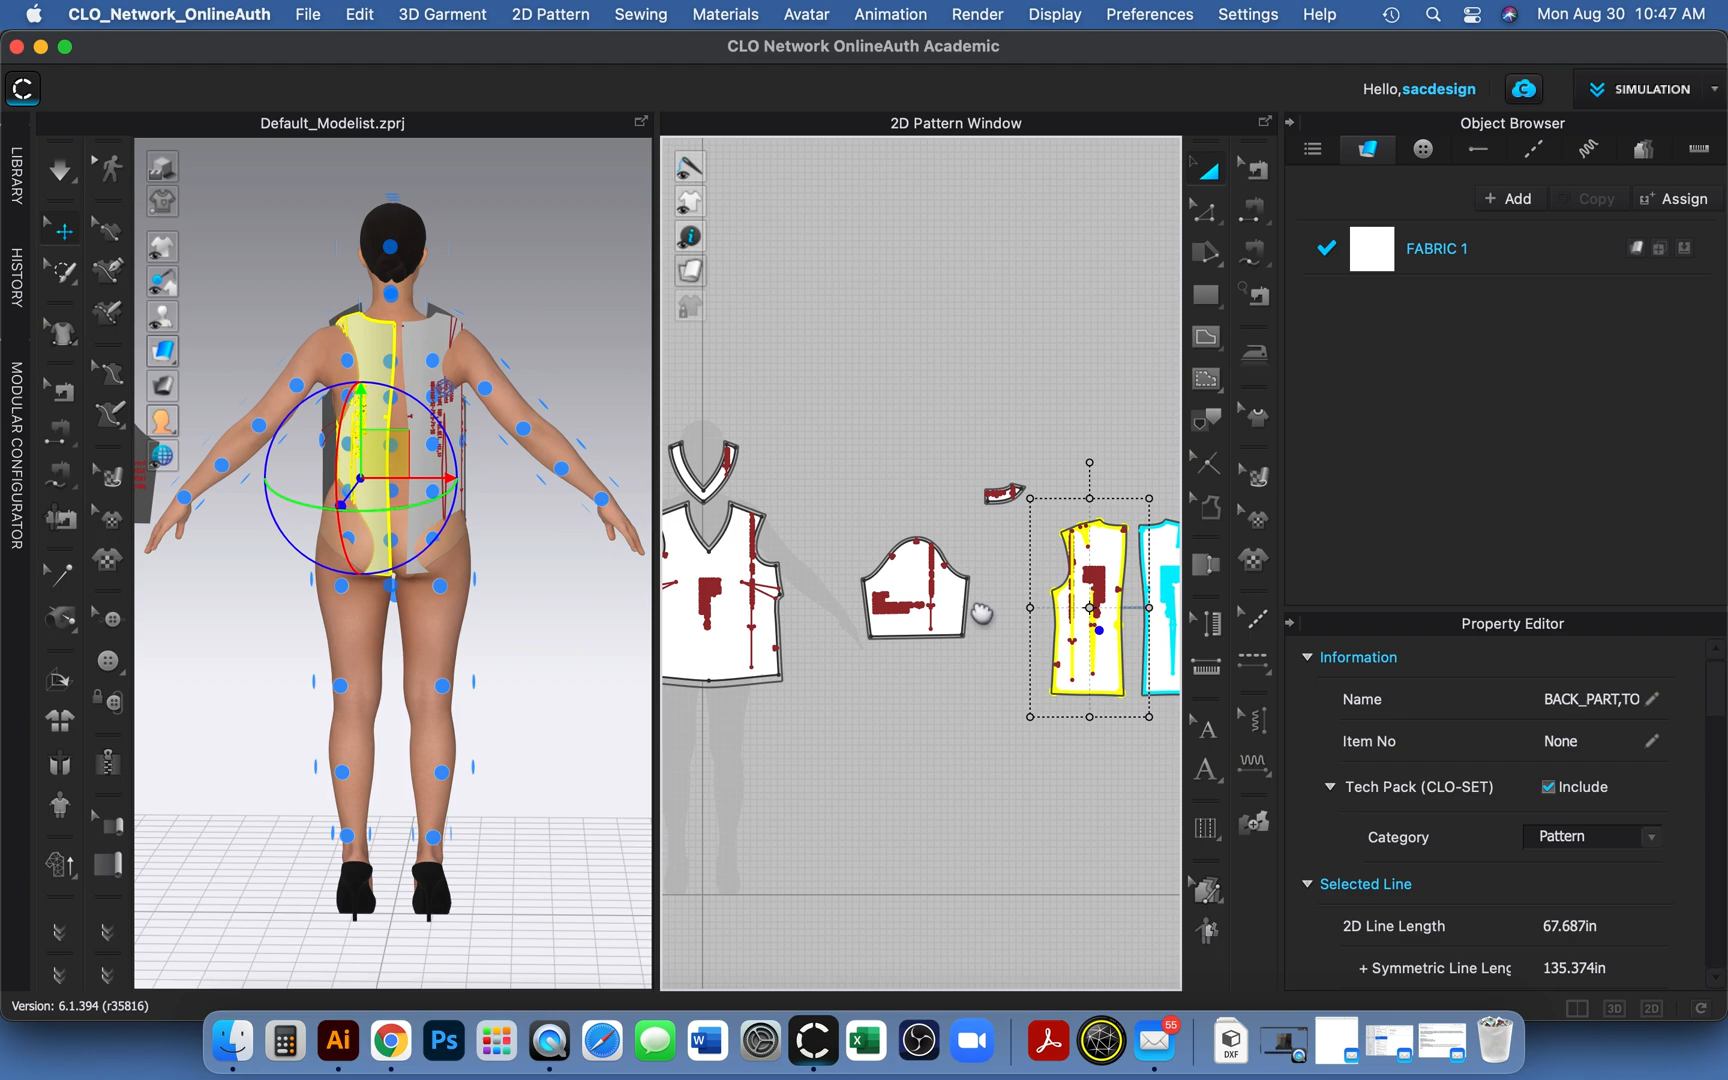 CLO_Network_OnlineAuth File Edit 3D Garment 2D Pattern Sewing Materials Avatar Animation Render Display Preferences Settings Help Mon Aug 30 10:47 AM
CLO Network OnlineAuth Academic
Hello,sacdesign SIMULATION
Default_Modelist.zprj
2D Pattern Window
Object Browser
LIBRARY
HISTORY
MODULAR CONFIGURATOR
+ Add Copy Assign
FABRIC 1
A
A
Property Editor
Information
Name BACK_PART,TO
Item No None
Tech Pack (CLO-SET) Include
Category Pattern
Selected Line
2D Line Length 67.687in
+ Symmetric Line Leng 135.374in
Version: 6.1.394 (r35816)
3D 2D
Ai Ps W X 55 DXF